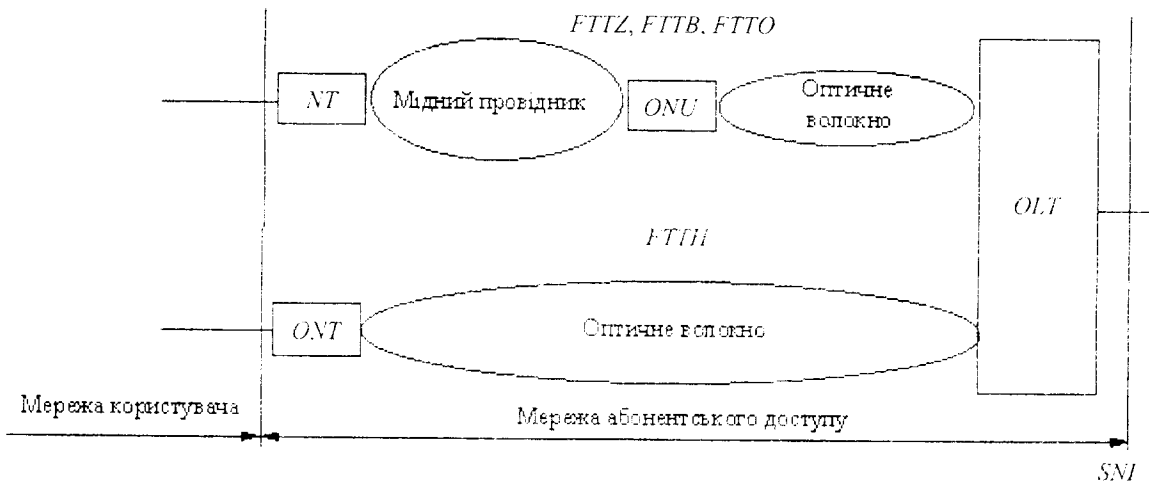 FTTZ, FTTB, FTTO
NT
Мідний провідник
ONU
Оптичне
волокно
OLT
FTTH
ONT
Оптичне волокно
Мережа користувача
Мережа абонентського доступу
SNI